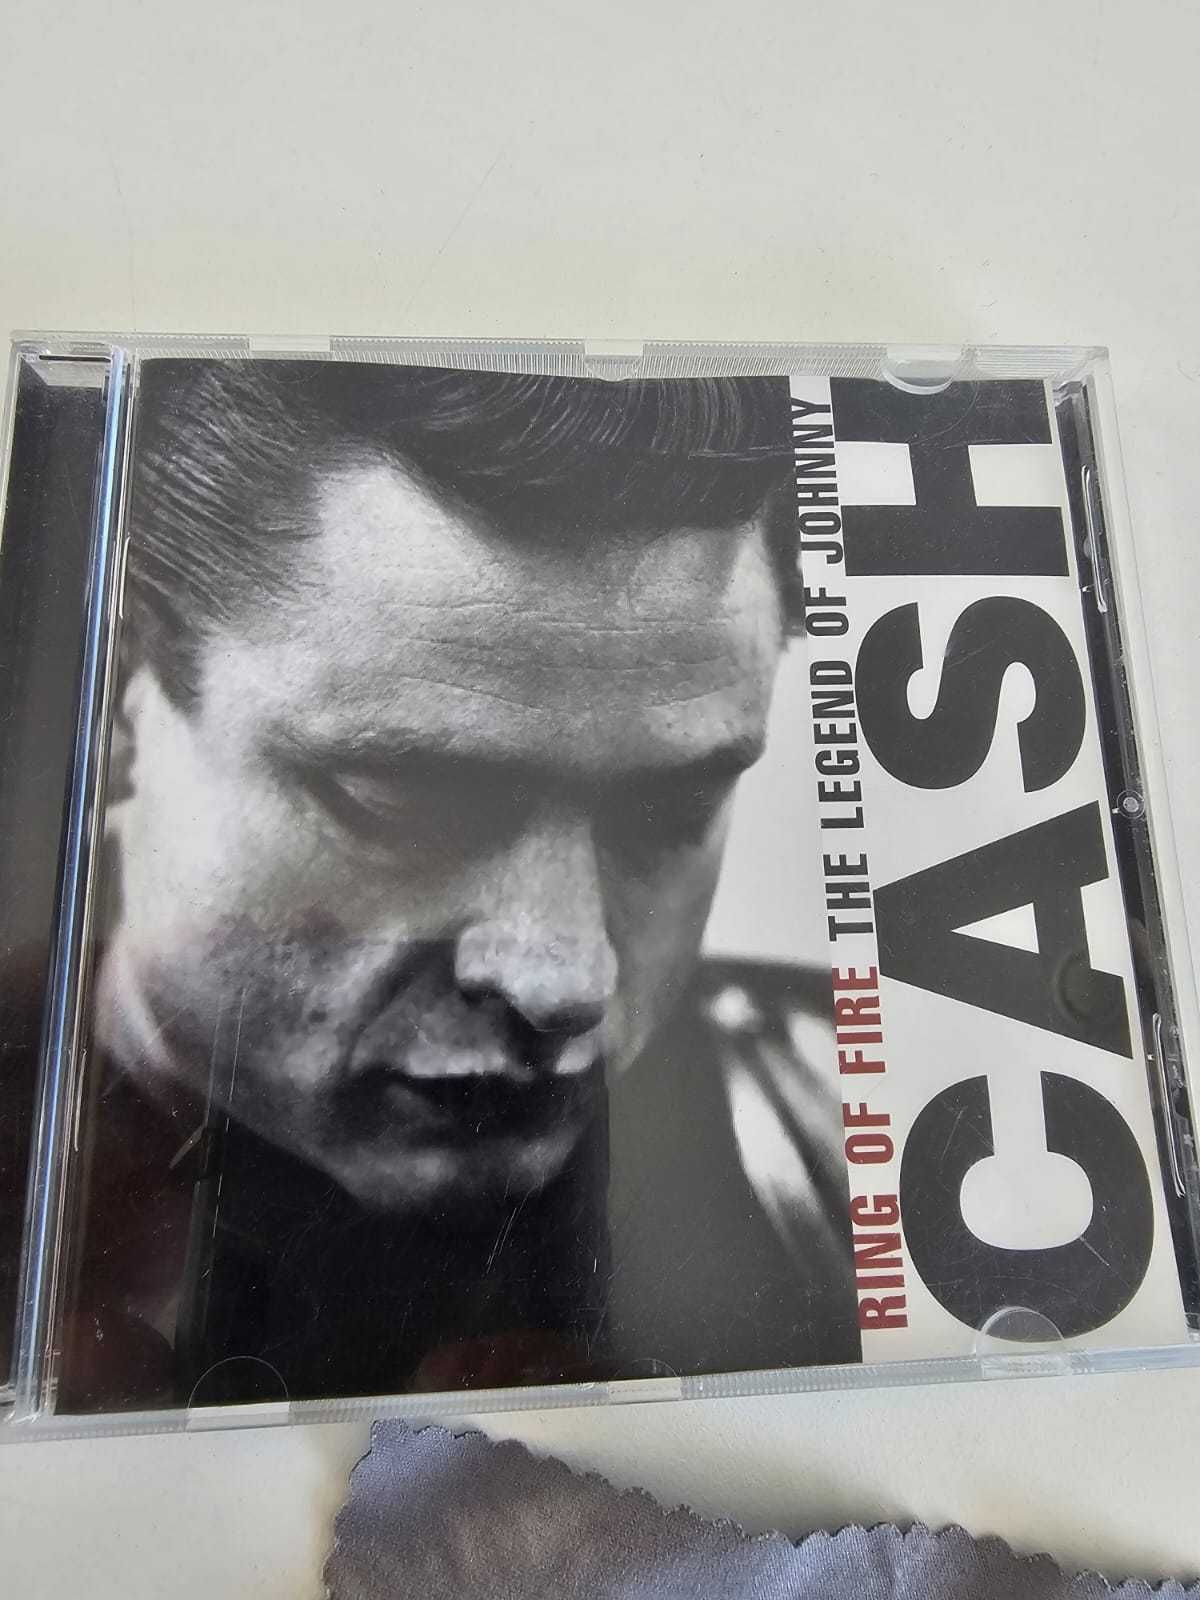 RING OF FIRE THE LEGEND OF JOHNNY
CASH